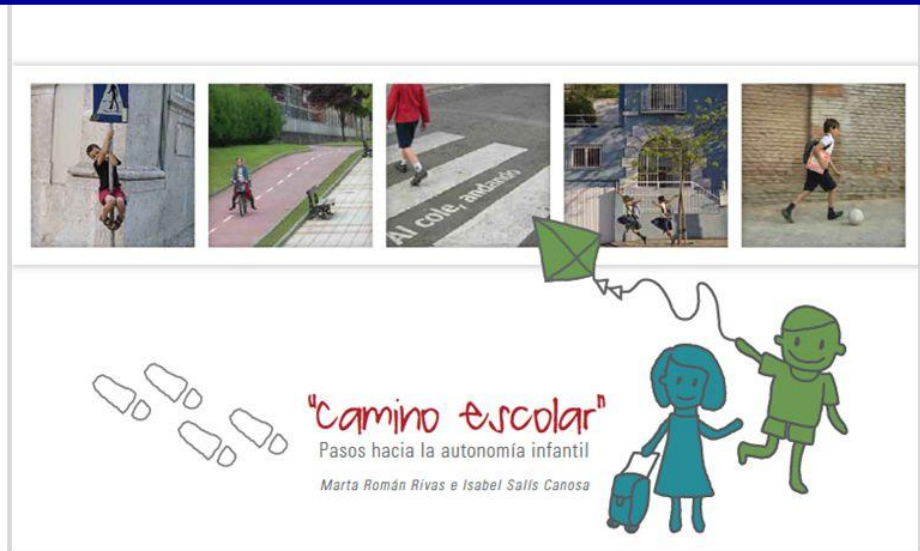 Al cole, andando
"Camino escolar"
Pasos hacia la autonomía infantil
Marta Román Rivas e Isabel Salís Canosa